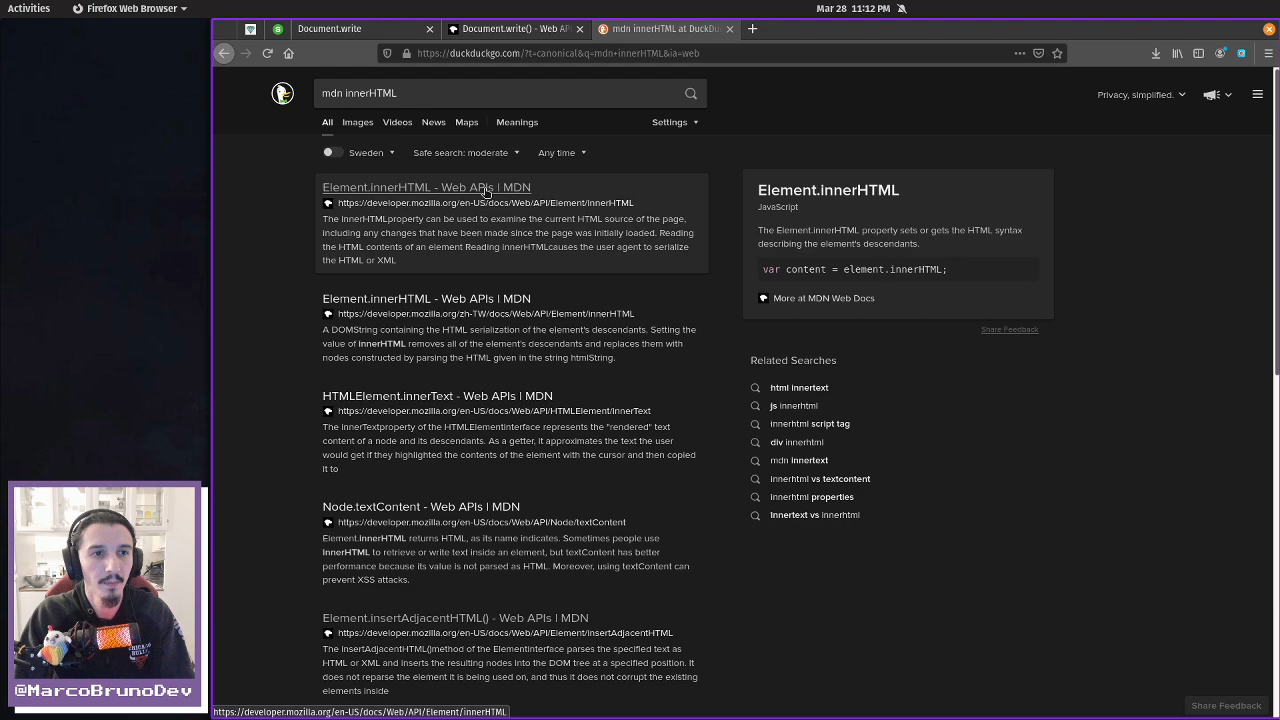 Activities
Firefox Web Browser
Mar 28 11:12 PM
Document.write
Document.write() - Web AP
mdn innerHTML at DuckDu
https://duckduckgo.com/?t=canonical&q=mdn+innerHTML&ia=web
mdn innerHTML
Privacy, simplified.
All Images Videos News Maps Meanings Settings
Sweden Safe search: moderate Any time
Element.innerHTML - Web APIs | MDN
https://developer.mozilla.org/en-US/docs/Web/API/Element/innerHTML
The innerHTMLproperty can be used to examine the current HTML source of the page,
including any changes that have been made since the page was initially loaded. Reading
the HTML contents of an element Reading innerHTMLcauses the user agent to serialize
the HTML or XML
Element.innerHTML - Web APIs | MDN
https://developer.mozilla.org/zh-TW/docs/Web/API/Element/innerHTML
A DOMString containing the HTML serialization of the element's descendants. Setting the
value of innerHTML removes all of the element's descendants and replaces them with
nodes constructed by parsing the HTML given in the string htmlString.
HTMLElement.innerText - Web APIs | MDN
https://developer.mozilla.org/en-US/docs/Web/API/HTMLElement/innerText
The innerTextproperty of the HTMLElementinterface represents the "rendered" text
content of a node and its descendants. As a getter, it approximates the text the user
would get if they highlighted the contents of the element with the cursor and then copied
it to
Node.textContent - Web APIs | MDN
https://developer.mozilla.org/en-US/docs/Web/API/Node/textContent
Element.innerHTML returns HTML, as its name indicates. Sometimes people use
innerHTML to retrieve or write text inside an element, but textContent has better
performance because its value is not parsed as HTML. Moreover, using textContent can
prevent XSS attacks.
Element.insertAdjacentHTML() - Web APIs | MDN
https://developer.mozilla.org/en-US/docs/Web/API/Element/insertAdjacentHTML
The insertAdjacentHTML()method of the Elementinterface parses the specified text as
HTML or XML and inserts the resulting nodes into the DOM tree at a specified position. It
does not reparse the element it is being used on, and thus it does not corrupt the existing
elements inside
Element.innerHTML
JavaScript
The Element.innerHTML property sets or gets the HTML syntax
describing the element's descendants.
var content = element.innerHTML;
More at MDN Web Docs
Share Feedback
Related Searches
html innertext
js innerhtml
innerhtml script tag
div innerhtml
mdn innertext
innerhtml vs textcontent
innerhtml properties
innertext vs innerhtml
Share Feedback
https://developer.mozilla.org/en-US/docs/Web/API/Element/innerHTML
CHICAGO
BULLS
@MarcoBrunoDev